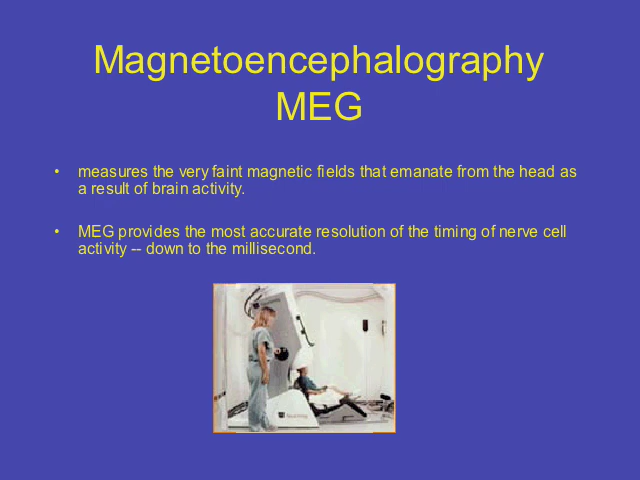 Magnetoencephalography
MEG
• measures the very faint magnetic fields that emanate from the head as
a result of brain activity.
• MEG provides the most accurate resolution of the timing of nerve cell
activity -- down to the millisecond.